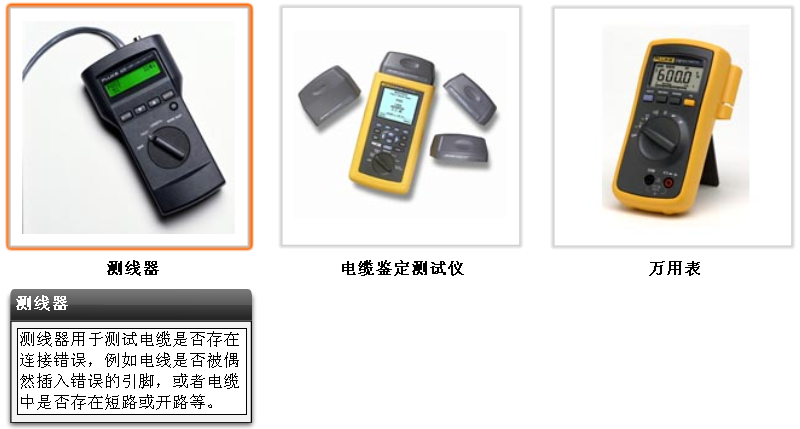 FLUKE
600.0
测线器
电缆鉴定测试仪
万用表
测线器
测线器用于测试电缆是否存在
连接错误，例如电线是否被偶
然插入错误的引脚，或者电缆
中是否存在短路或开路等。